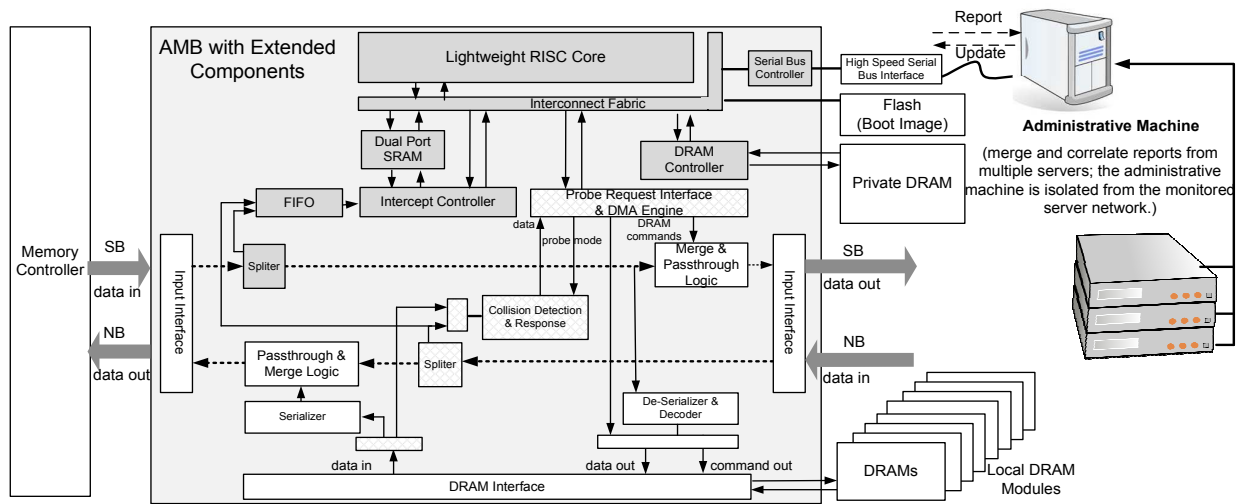 AMB with Extended
Components
Lightweight RISC Core
Interconnect Fabric
Serial Bus
Controller
High Speed Serial
Bus Interface
Report
Update
Flash
(Boot Image)
Administrative Machine
(merge and correlate reports from
multiple servers; the administrative
machine is isolated from the monitored
server network.)
Dual Port
SRAM
DRAM
Controller
Private DRAM
FIFO
Intercept Controller
Probe Request Interface
& DMA Engine
data
probe mode
DRAM
commands
Memory
Controller
SB
data in
NB
data out
Input Interface
Spliter
Merge &
Passthrough
Logic
Input Interface
SB
data out
NB
data in
Collision Detection
& Response
Passthrough &
Merge Logic
Spliter
Serializer
De-Serializer &
Decoder
data in
data out
command out
DRAM Interface
DRAMs
Local DRAM
Modules